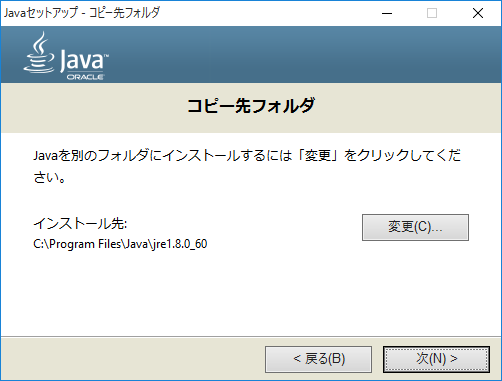 Javaセットアップ - コピー先フォルダ
Java™
ORACLE
コピー先フォルダ
Javaを別のフォルダにインストールするには「変更」をクリックしてくだ
さい。
インストール先:
C:\Program Files\Java\jre1.8.0_60
変更(C)...
< 戻る(B)
次(N) >